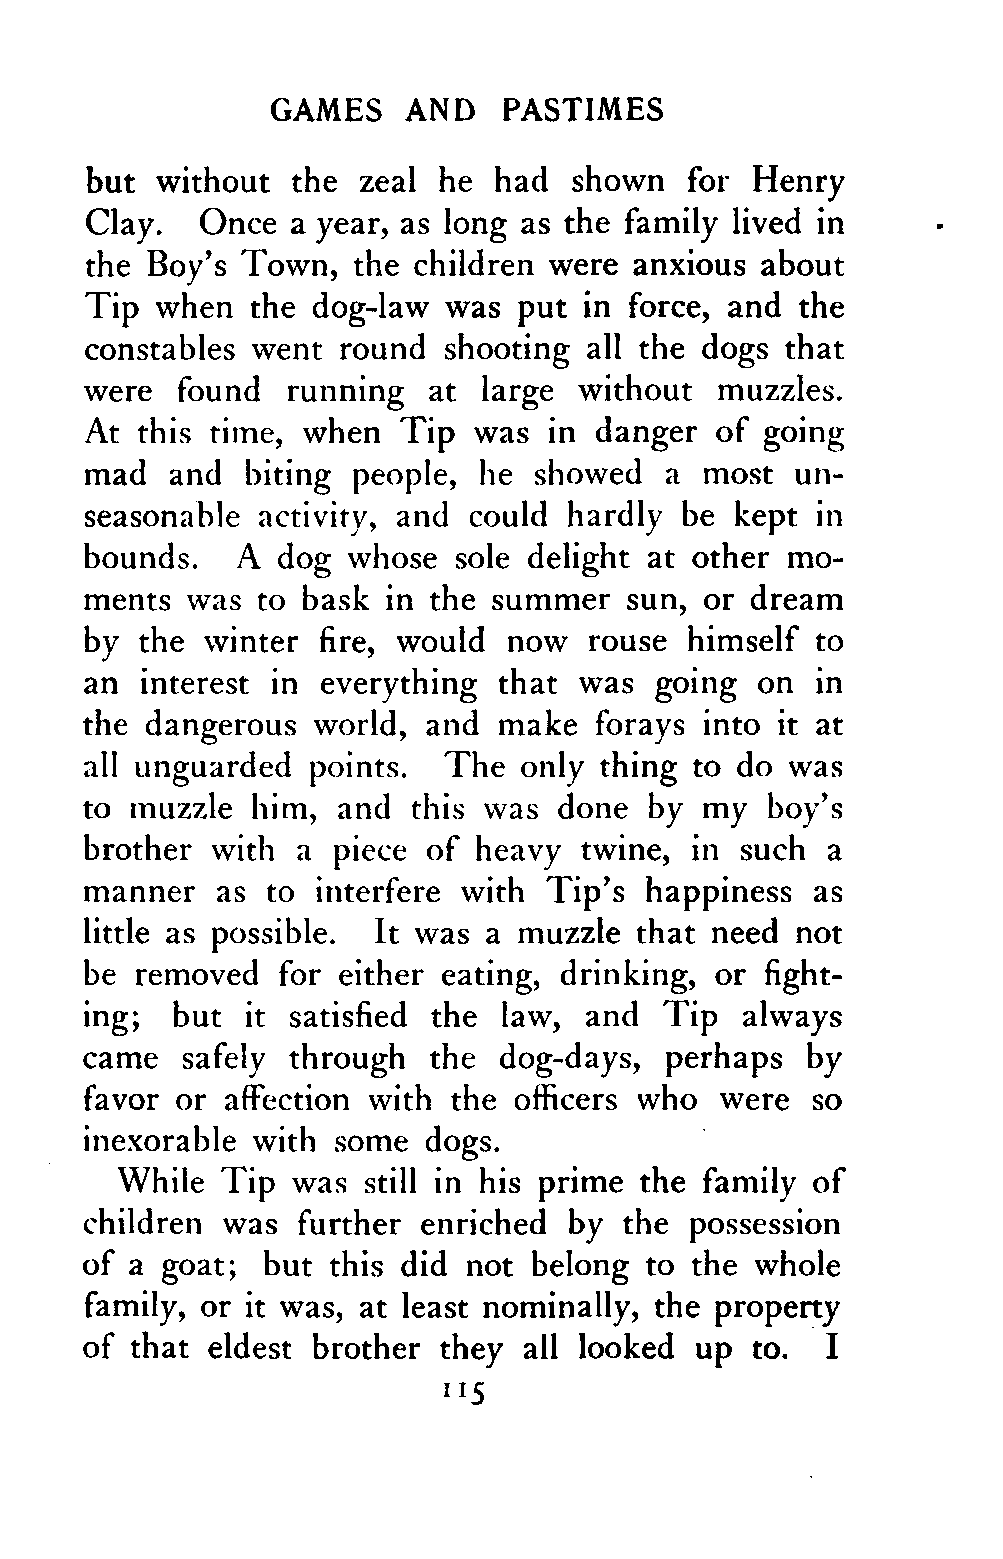 GAMES AND PASTIMES
but without the zeal he had shown for Henry
Clay. Once a year, as long as the family lived in
the Boy's Town, the children were anxious about
Tip when the dog-law was put in force, and the
constables went round shooting all the dogs that
were found running at large without muzzles.
At this time, when Tip was in danger of going
mad and biting people, he showed a most un-
seasonable activity, and could hardly be kept in
bounds. A dog whose sole delight at other mo-
ments was to bask in the summer sun, or dream
by the winter fire, would now rouse himself to
an interest in everything that was going on in
the dangerous world, and make forays into it at
all unguarded points. The only thing to do was
to muzzle him, and this was done by my boy's
brother with a piece of heavy twine, in such a
manner as to interfere with Tip's happiness as
little as possible. It was a muzzle that need not
be removed for either eating, drinking, or fight-
ing; but it satisfied the law, and Tip always
came safely through the dog-days, perhaps by
favor or affection with the officers who were so
inexorable with some dogs.
While Tip was still in his prime the family of
children was further enriched by the possession
of a goat; but this did not belong to the whole
family, or it was, at least nominally, the property
of that eldest brother they all looked up to. I
115